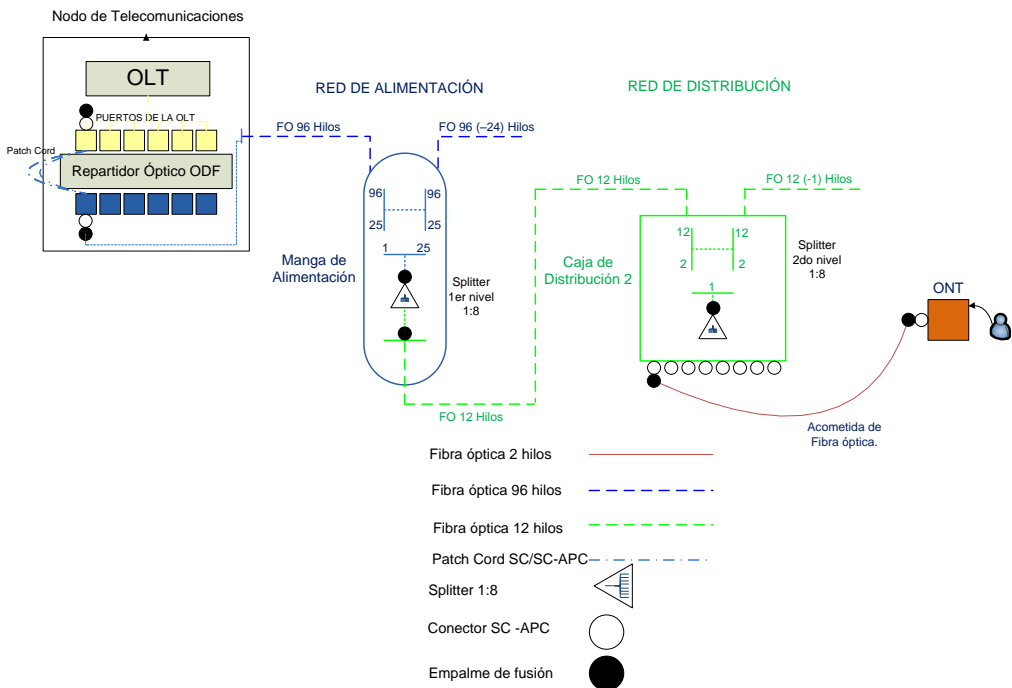 Nodo de Telecomunicaciones
OLT
PUERTOS DE LA OLT
Patch Cord
Repartidor Óptico ODF
RED DE ALIMENTACIÓN
RED DE DISTRIBUCIÓN
FO 96 Hilos
FO 96 (–24) Hilos
96
96
25
25
1
25
Manga de
Alimentación
Splitter
1er nivel
1:8
FO 12 Hilos
FO 12 Hilos
FO 12 (-1) Hilos
12
12
2
2
1
Caja de
Distribución 2
Splitter
2do nivel
1:8
ONT
Acometida de
Fibra óptica.
Fibra óptica 2 hilos
Fibra óptica 96 hilos
Fibra óptica 12 hilos
Patch Cord SC/SC-APC
Splitter 1:8
Conector SC -APC
Empalme de fusión